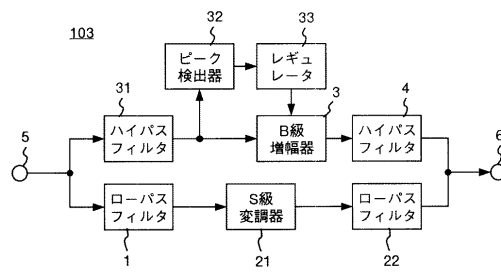 103
32
33
ピーク
検出器
レギュ
レータ
31
3
4
5
6
ハイパス
フィルタ
B級
増幅器
ハイパス
フィルタ
ローパス
フィルタ
S級
変調器
ローパス
フィルタ
1
21
22